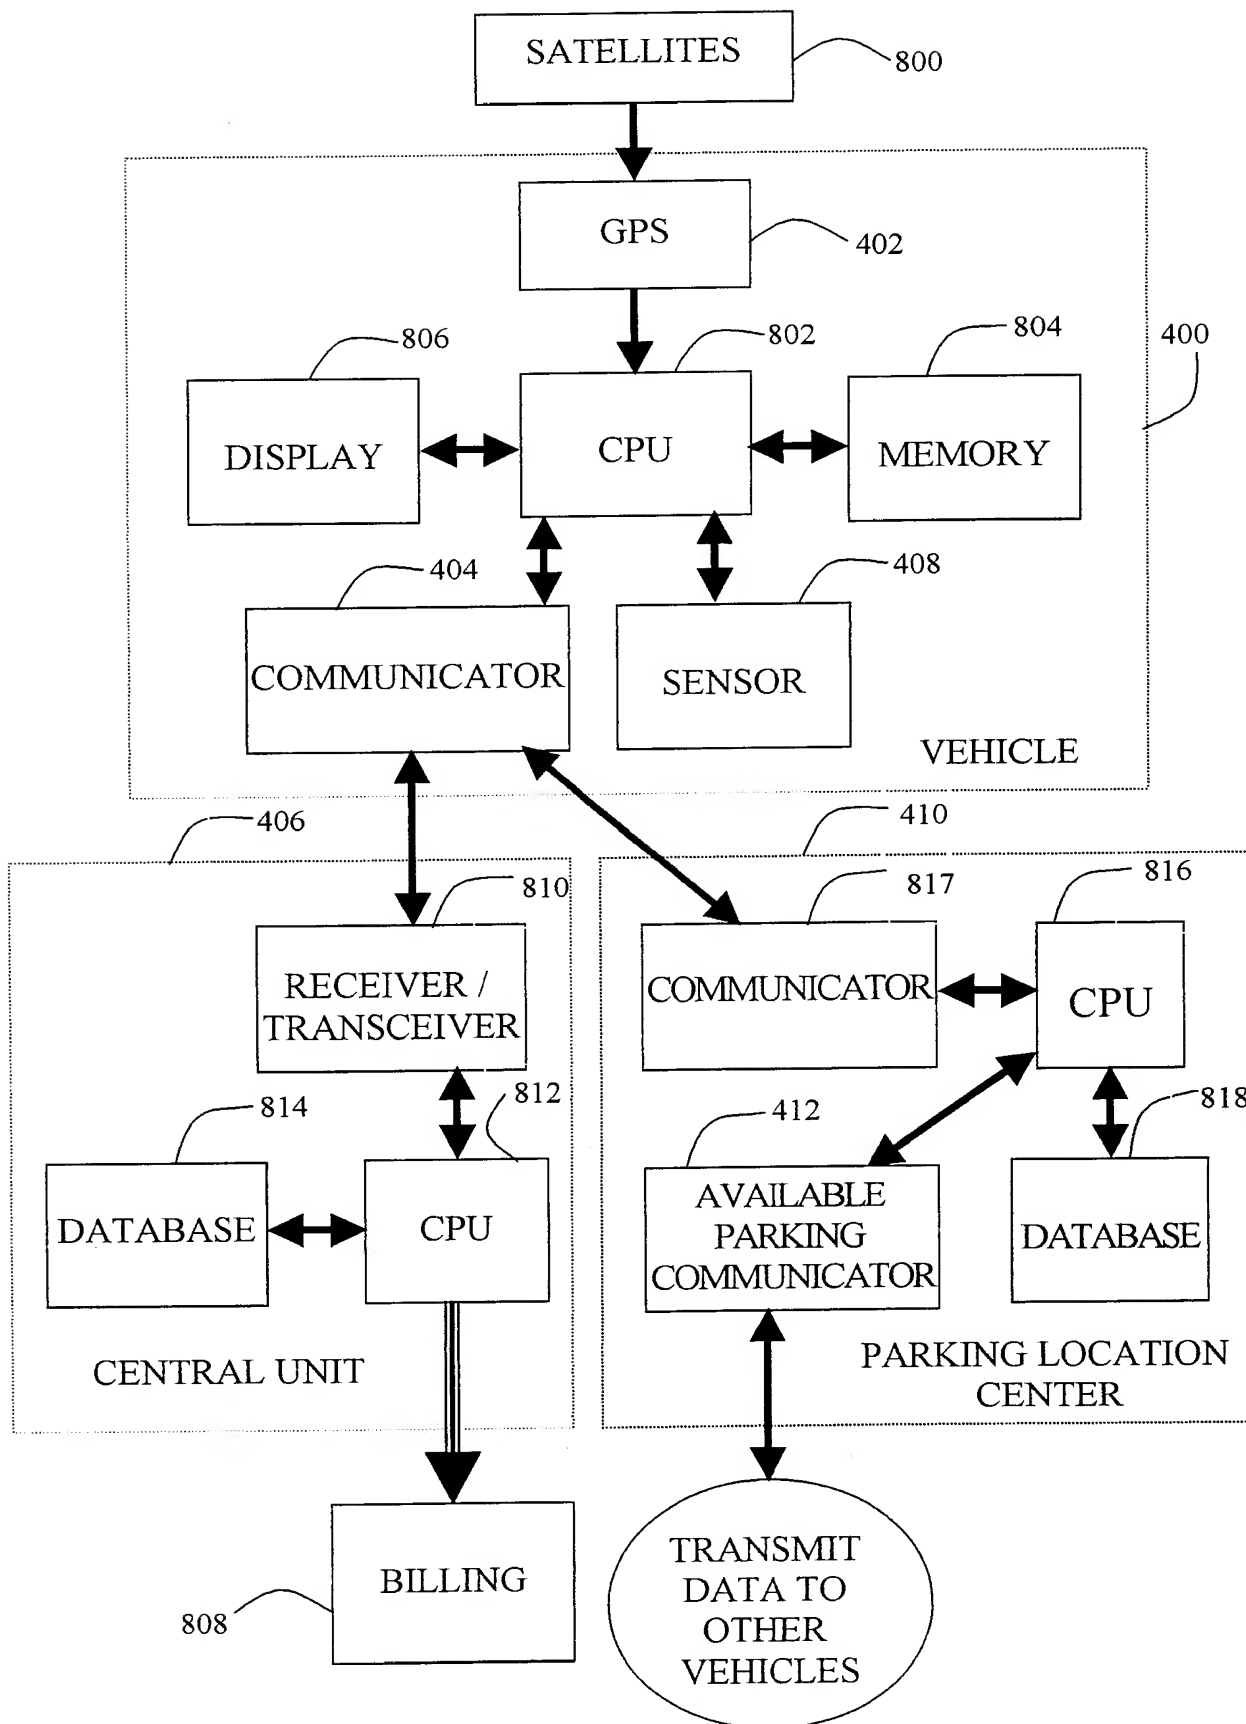 SATELLITES
800
GPS
402
806
802
804
400
DISPLAY
CPU
MEMORY
404
408
COMMUNICATOR
SENSOR
VEHICLE
406
410
810
817
816
RECEIVER /
TRANSCEIVER
COMMUNICATOR
CPU
814
812
412
818
DATABASE
CPU
AVAILABLE
PARKING
COMMUNICATOR
DATABASE
CENTRAL UNIT
PARKING LOCATION
CENTER
BILLING
808
TRANSMIT
DATA TO
OTHER
VEHICLES